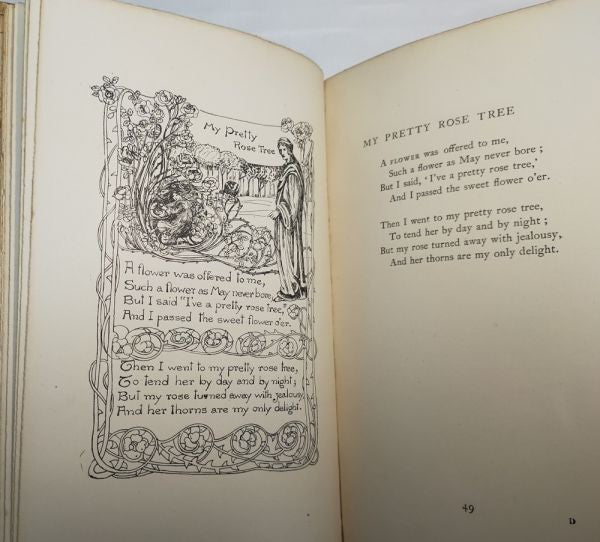 My Pretty
Rose Tree
A flower was offered to me,
Such a flower as May never bore,
But I said "I've a pretty rose tree,"
And I passed the sweet flower o'er.
Then I went to my pretty rose tree,
To tend her by day and by night;
But my rose turned away with jealousy,
And her thorns are my only delight.
MY PRETTY ROSE TREE
A FLOWER was offered to me,
Such a flower as May never bore;
But I said, 'I've a pretty rose tree,'
And I passed the sweet flower o'er.
Then I went to my pretty rose tree,
To tend her by day and by night;
But my rose turned away with jealousy,
And her thorns are my only delight.
49
D